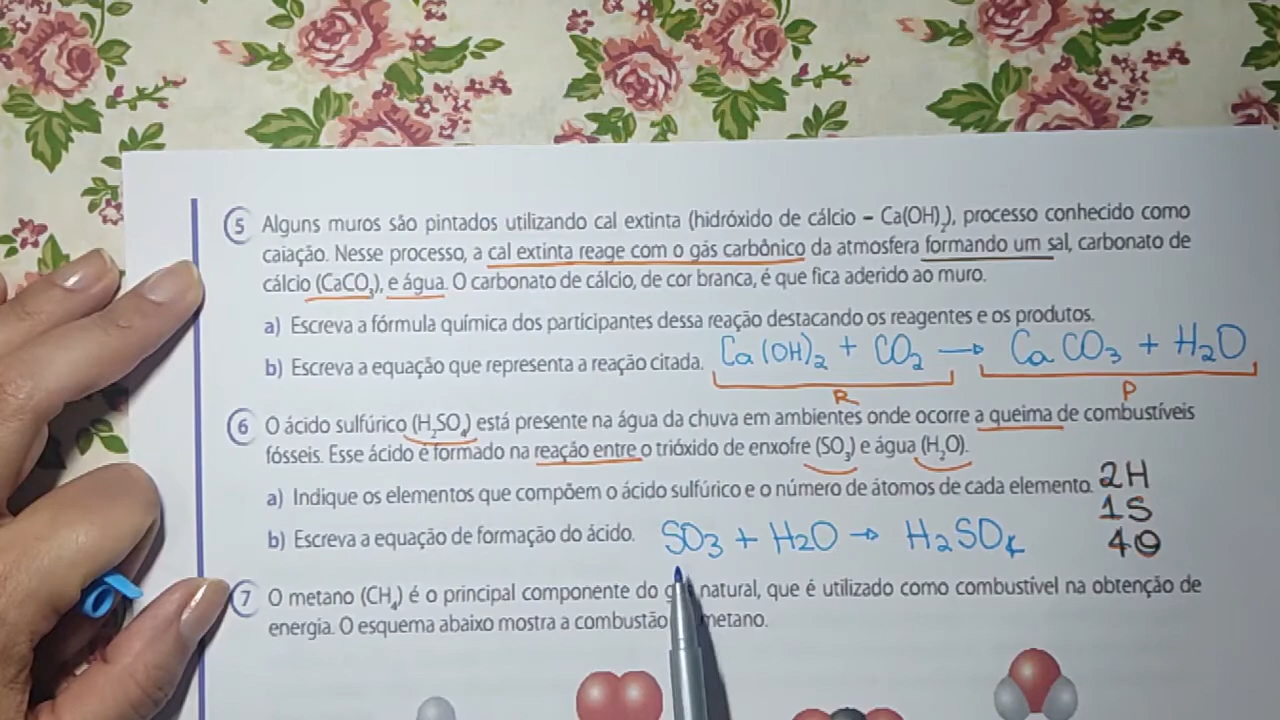 5 Alguns muros são pintados utilizando cal extinta (hidróxido de cálcio – Ca(OH)₂), processo conhecido como
caiação. Nesse processo, a cal extinta reage com o gás carbônico da atmosfera formando um sal, carbonato de
cálcio (CaCO₃), e água. O carbonato de cálcio, de cor branca, é que fica aderido ao muro.
a) Escreva a fórmula química dos participantes dessa reação destacando os reagentes e os produtos.
b) Escreva a equação que representa a reação citada. Ca(OH)₂ + CO₂ → CaCO₃ + H₂O
R P
6 O ácido sulfúrico (H₂SO₄) está presente na água da chuva em ambientes onde ocorre a queima de combustíveis
fósseis. Esse ácido é formado na reação entre o trióxido de enxofre (SO₃) e água (H₂O).
a) Indique os elementos que compõem o ácido sulfúrico e o número de átomos de cada elemento. 2H
1S
b) Escreva a equação de formação do ácido. SO₃ + H₂O → H₂SO₄ 4O
7 O metano (CH₄) é o principal componente do natural, que é utilizado como combustível na obtenção de
energia. O esquema abaixo mostra a combustão metano.